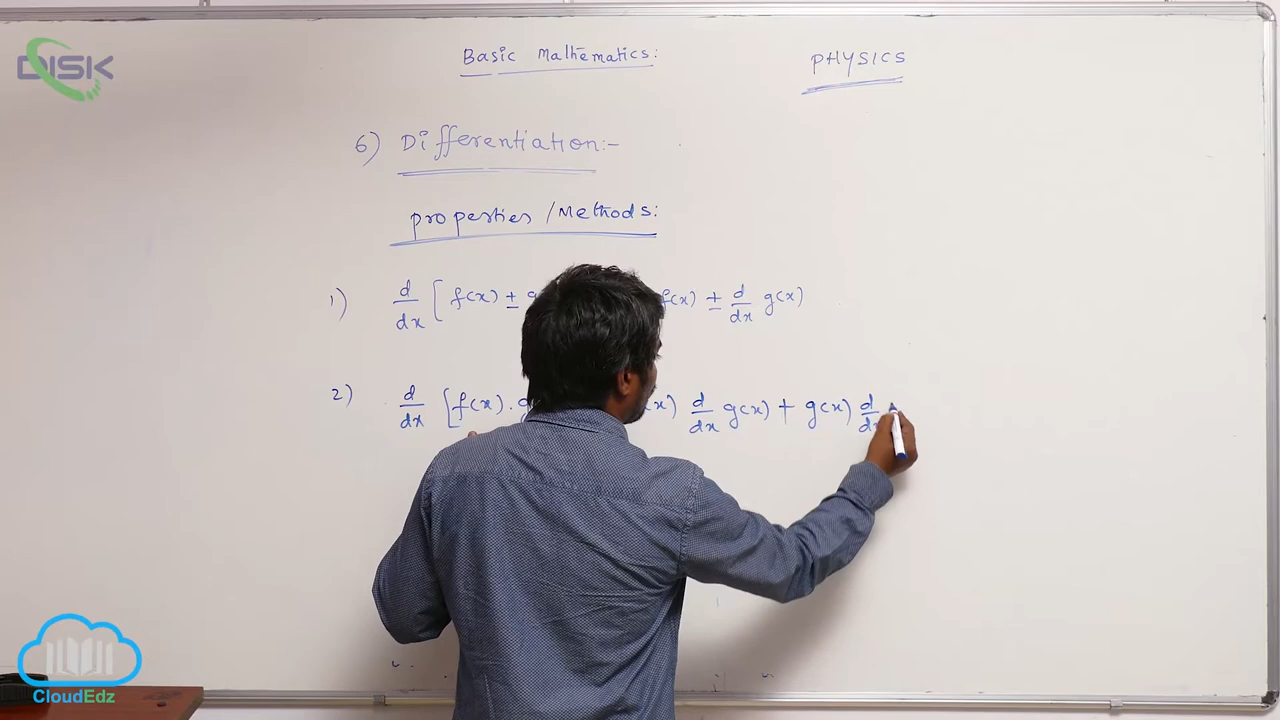 DISK
Basic Mathematics:
PHYSICS
6) Differentiation:-
Properties /Methods:
1) d/dx [ f(x) ± g f(x) ± d/dx g(x)
2) d/dx [f(x) . g (x) d/dx g(x) + g(x) d/dx
CloudEdz